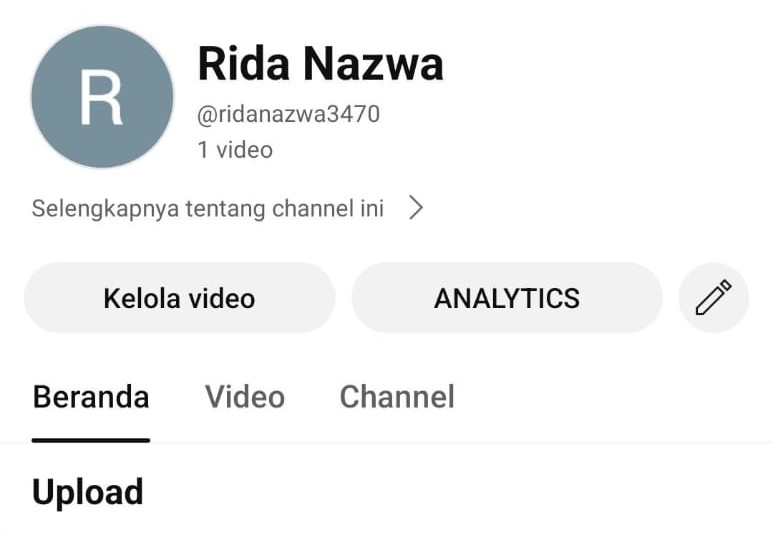 R
Rida Nazwa
@ridanazwa3470
1 video
Selengkapnya tentang channel ini
Kelola video
ANALYTICS
Beranda
Video
Channel
Upload